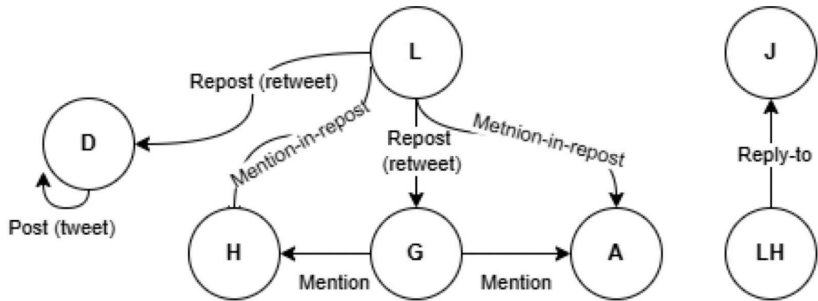 L
J
Repost (retweet)
Mention-in-repost
Repost
(retweet)
Metnion-in-repost
D
Reply-to
Post (tweet)
H
G
A
LH
Mention
Mention